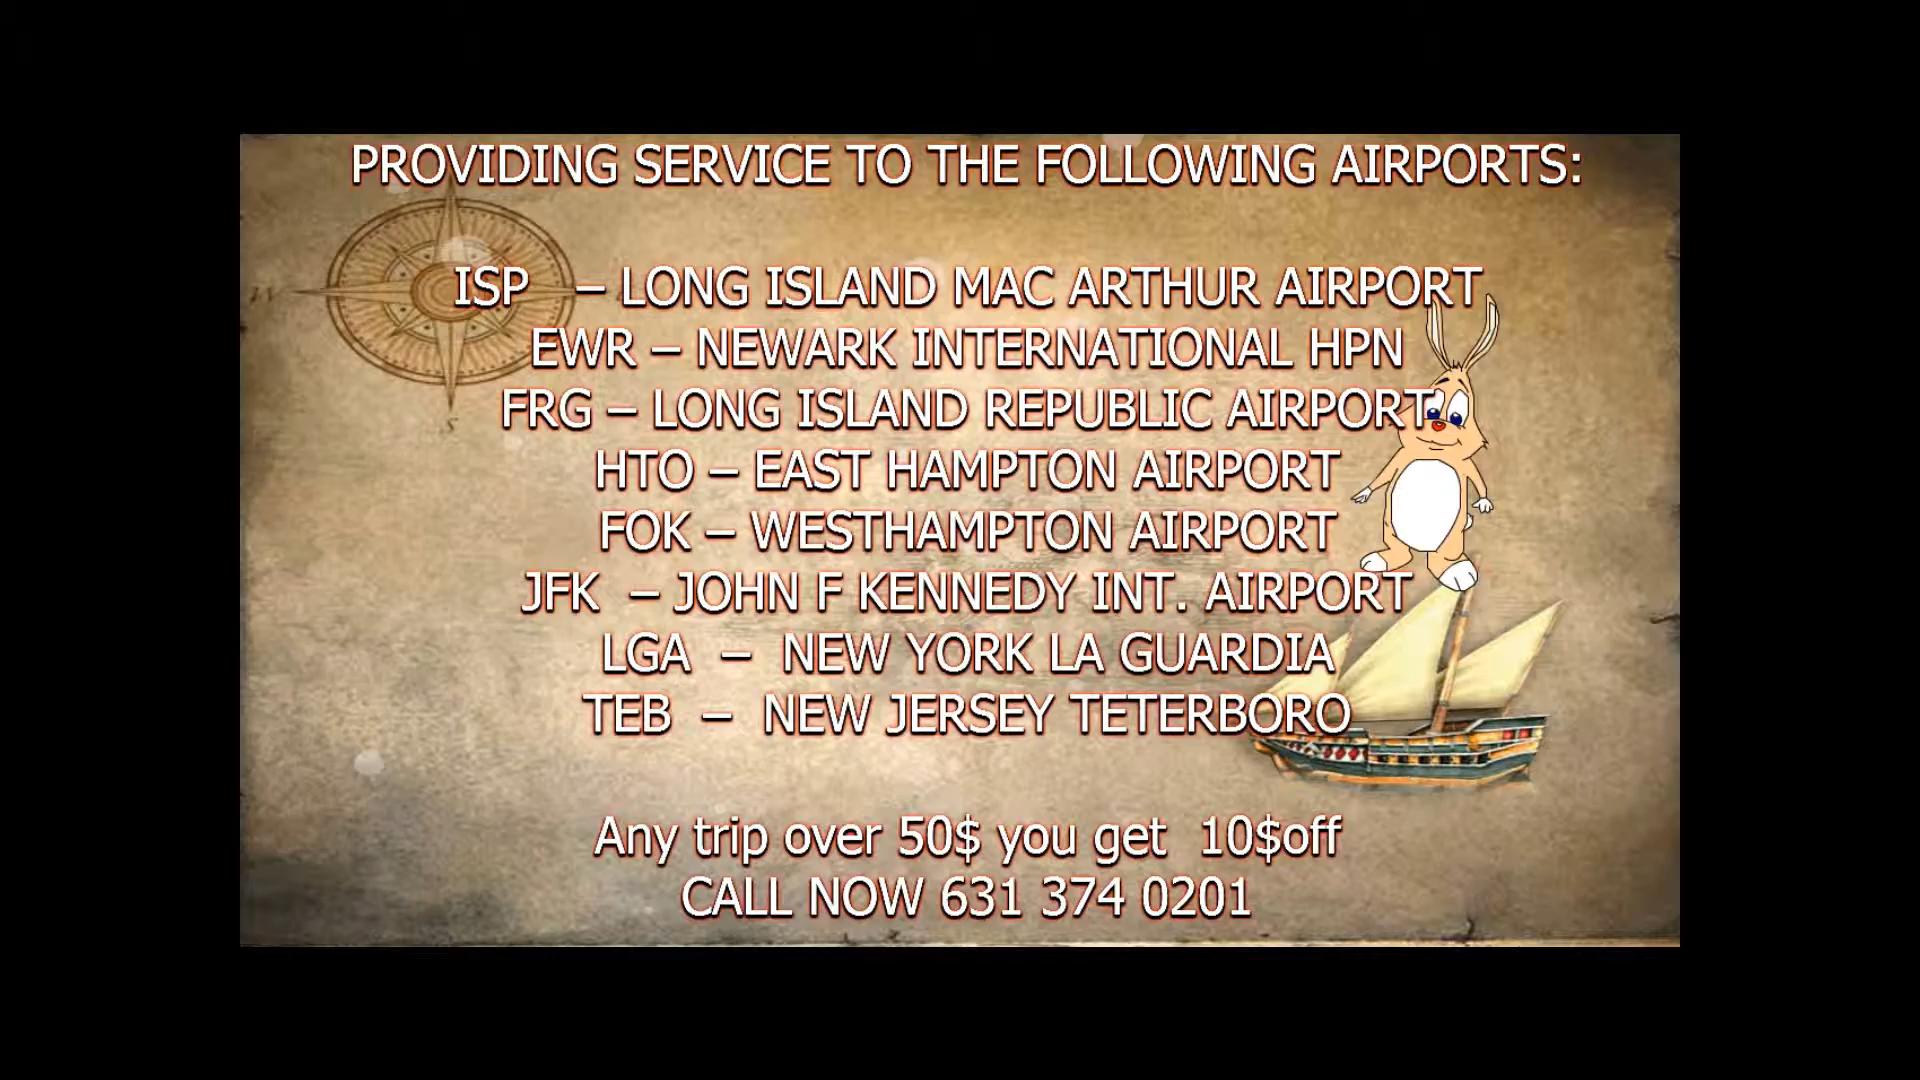 PROVIDING SERVICE TO THE FOLLOWING AIRPORTS:
ISP – LONG ISLAND MAC ARTHUR AIRPORT
EWR – NEWARK INTERNATIONAL HPN
FRG – LONG ISLAND REPUBLIC AIRPORT
HTO – EAST HAMPTON AIRPORT
FOK – WESTHAMPTON AIRPORT
JFK – JOHN F KENNEDY INT. AIRPORT
LGA – NEW YORK LA GUARDIA
TEB – NEW JERSEY TETERBORO
Any trip over 50$ you get 10$off
CALL NOW 631 374 0201
W
S